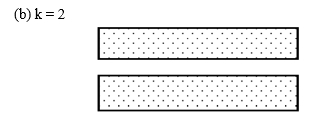 (b) k = 2